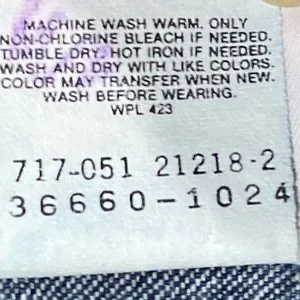 MACHINE WASH WARM. ONLY
NON-CHLORINE BLEACH IF NEEDED.
TUMBLE DRY. HOT IRON IF NEEDED.
WASH AND DRY WITH LIKE COLORS.
COLOR MAY TRANSFER WHEN NEW.
WASH BEFORE WEARING.
WPL 423
717-051 21218-2
36660-1024